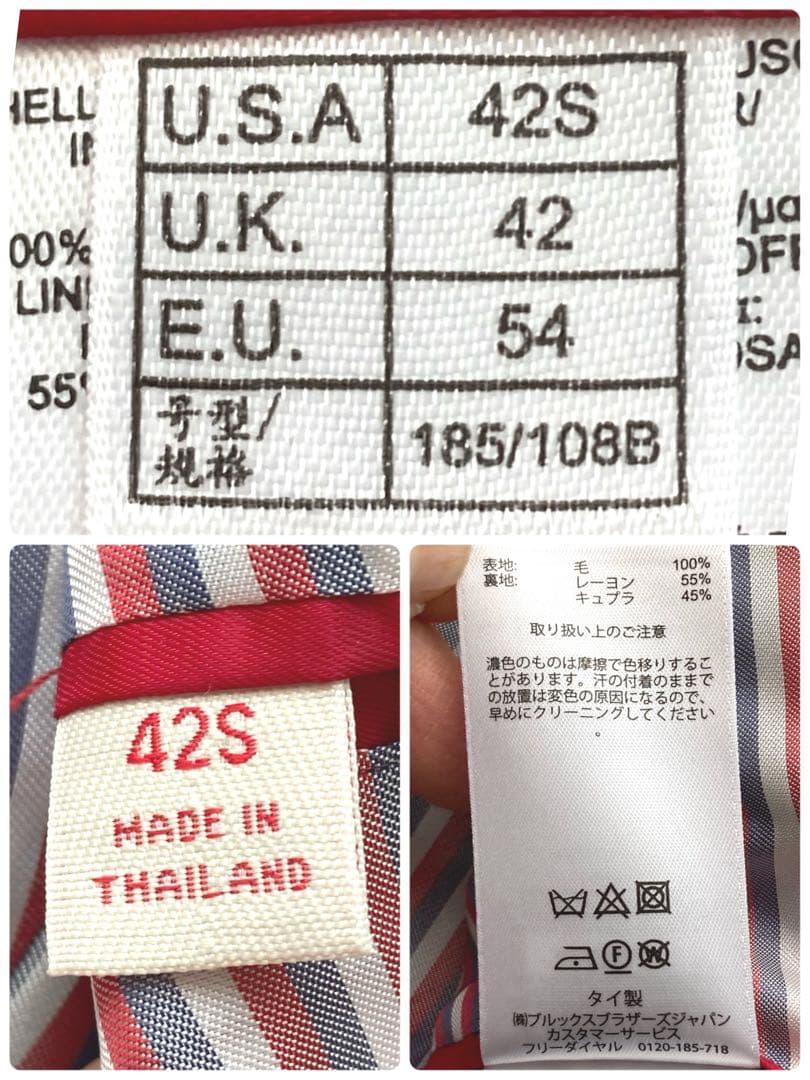 U.S.A 42S
U.K. 42
E.U. 54
号型/規格 185/108B
00%
55
42S
MADE IN
THAILAND
表地: 毛 100%
裏地: レーヨン 55%
キュプラ 45%
取り扱い上のご注意
濃色のものは摩擦で色移りするこ
とがあります。汗の付着のままで
の放置は変色の原因になるので、
早めにクリーニングしてください
。
F
W
タイ製
㈱ブルックスブラザーズジャパン
カスタマーサービス
フリーダイヤル 0120-185-718